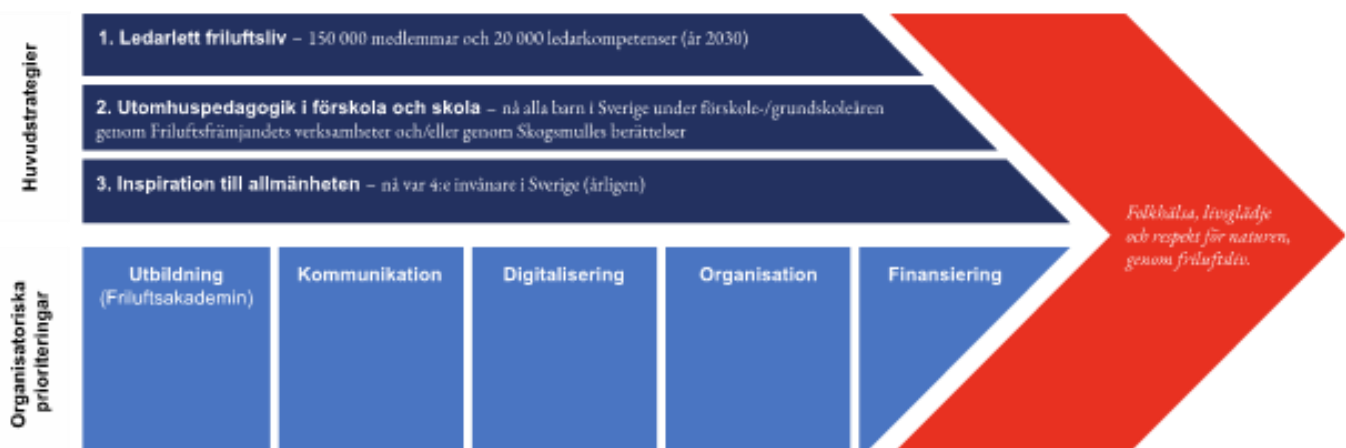 Huvudstrategier
1. Ledarlett friluftsliv – 150 000 medlemmar och 20 000 ledarkompetenser (år 2030)
2. Utomhuspedagogik i förskola och skola – nå alla barn i Sverige under förskole-/grundskoleåren
genom Friluftsfrämjandets verksamheter och/eller genom Skogsmulles berättelser
3. Inspiration till allmänheten – nå var 4:e invånare i Sverige (årligen)
Folkhälsa, livsglädje
och respekt för naturen,
genom friluftsliv.
Organisatoriska
prioriteringar
Utbildning
(Friluftsakademin)
Kommunikation
Digitalisering
Organisation
Finansiering